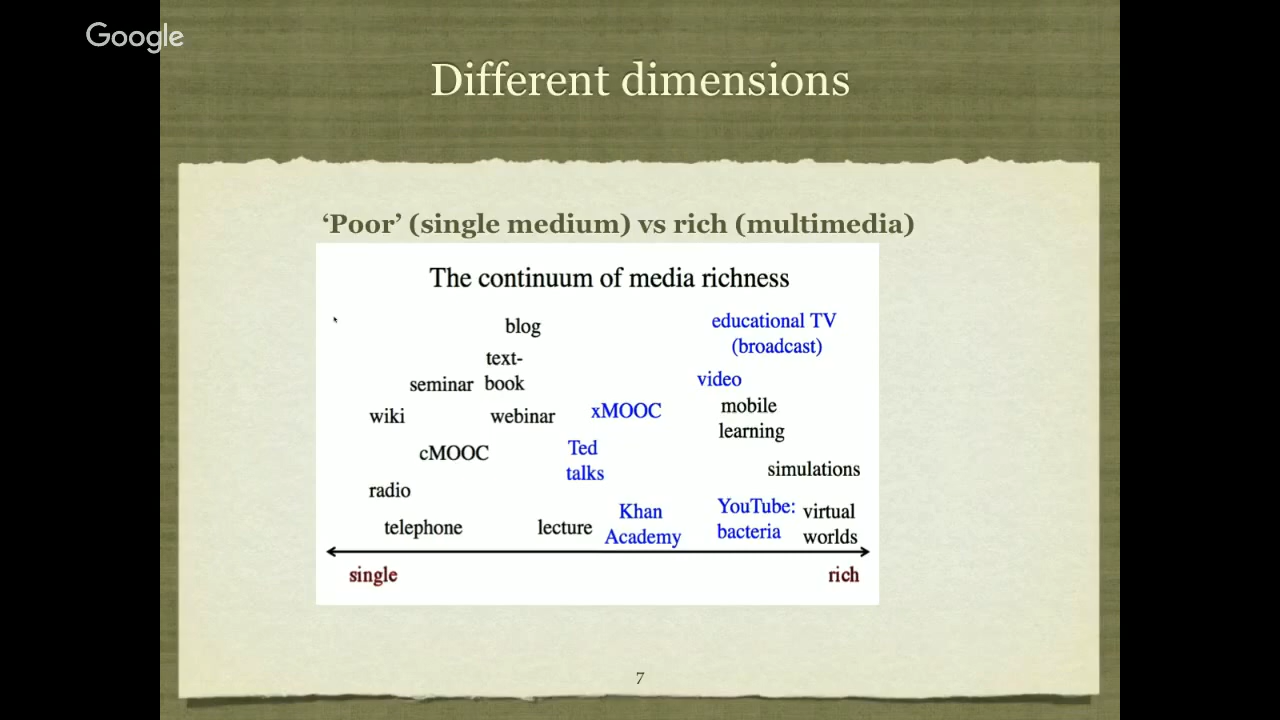 Google
Different dimensions
‘Poor’ (single medium) vs rich (multimedia)
The continuum of media richness
blog
educational TV
(broadcast)
text-
book
seminar
video
wiki
webinar
xMOOC
mobile
learning
cMOOC
Ted
talks
simulations
radio
telephone
lecture
Khan
Academy
YouTube:
bacteria
virtual
worlds
single
rich
7